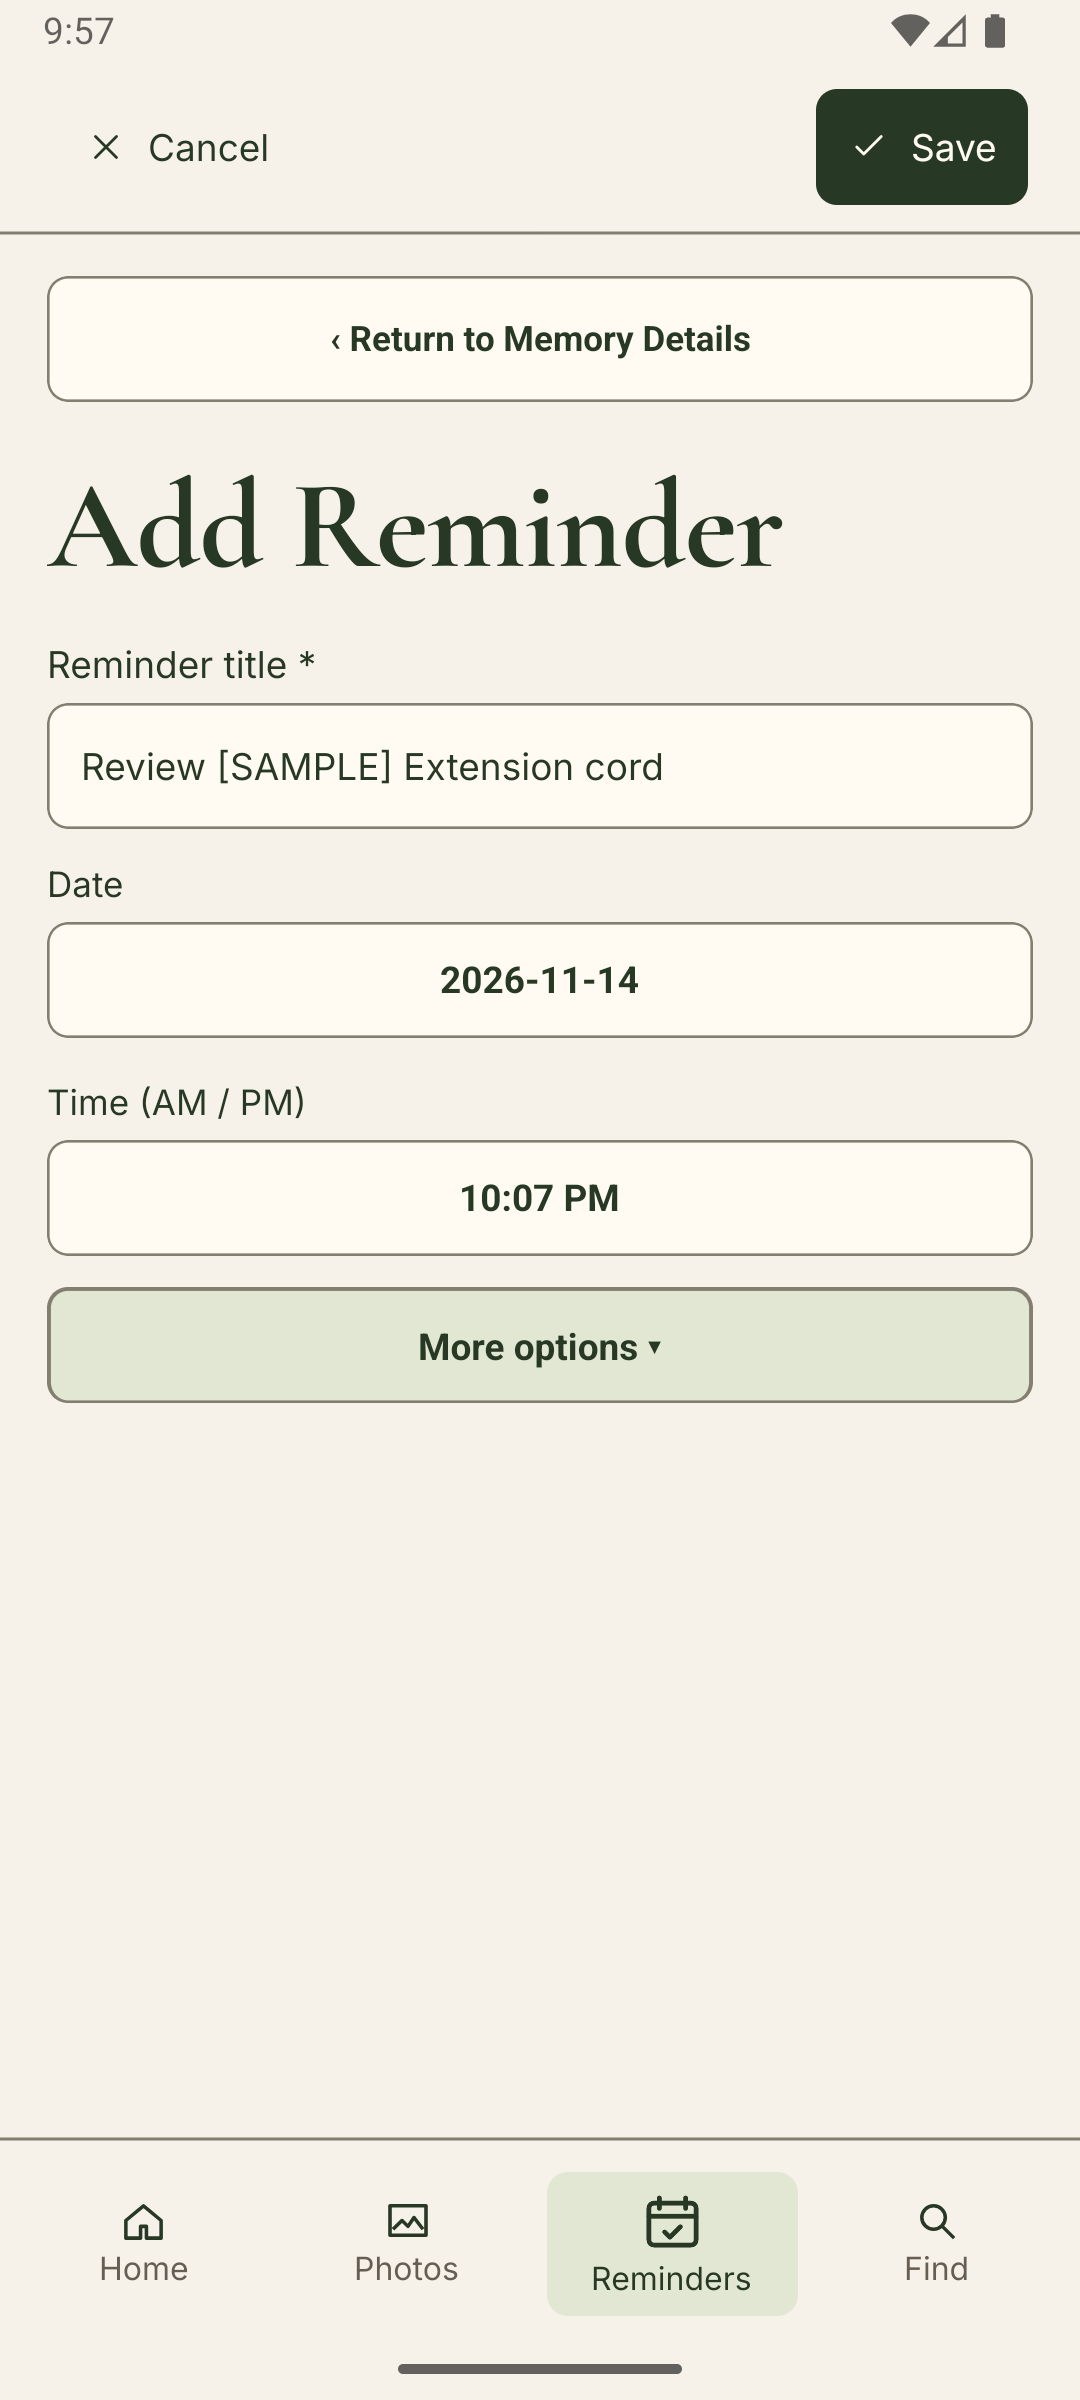 9:57
Cancel
Save
‹ Return to Memory Details
Add Reminder
Reminder title *
Review [SAMPLE] Extension cord
Date
2026-11-14
Time (AM / PM)
10:07 PM
More options ▾
Home
Photos
Reminders
Find